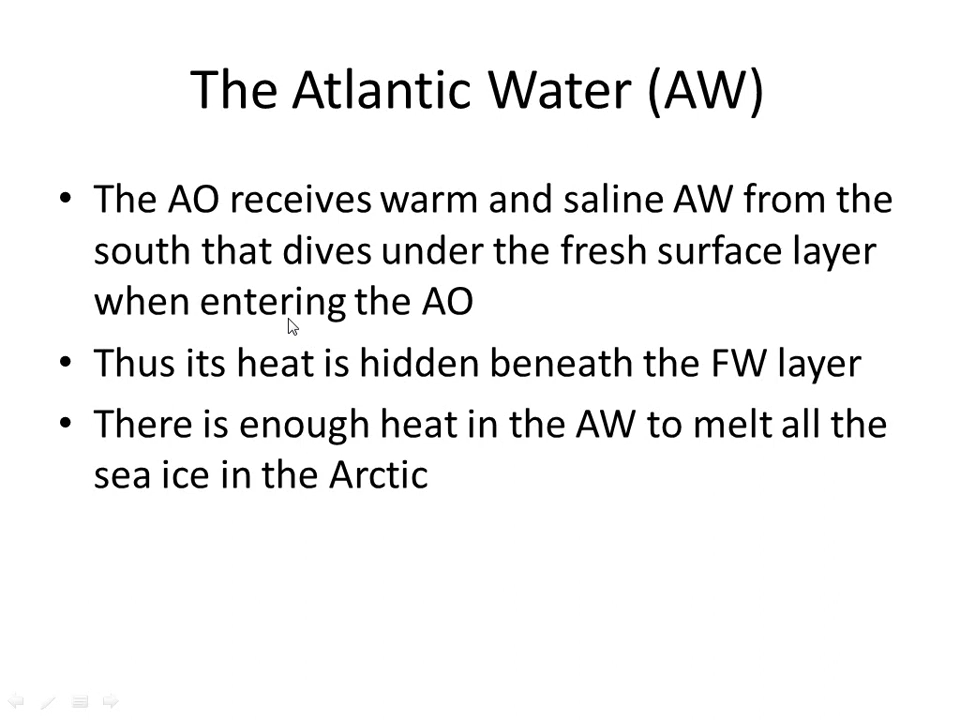 The Atlantic Water (AW)
• The AO receives warm and saline AW from the
south that dives under the fresh surface layer
when entering the AO
• Thus its heat is hidden beneath the FW layer
• There is enough heat in the AW to melt all the
sea ice in the Arctic